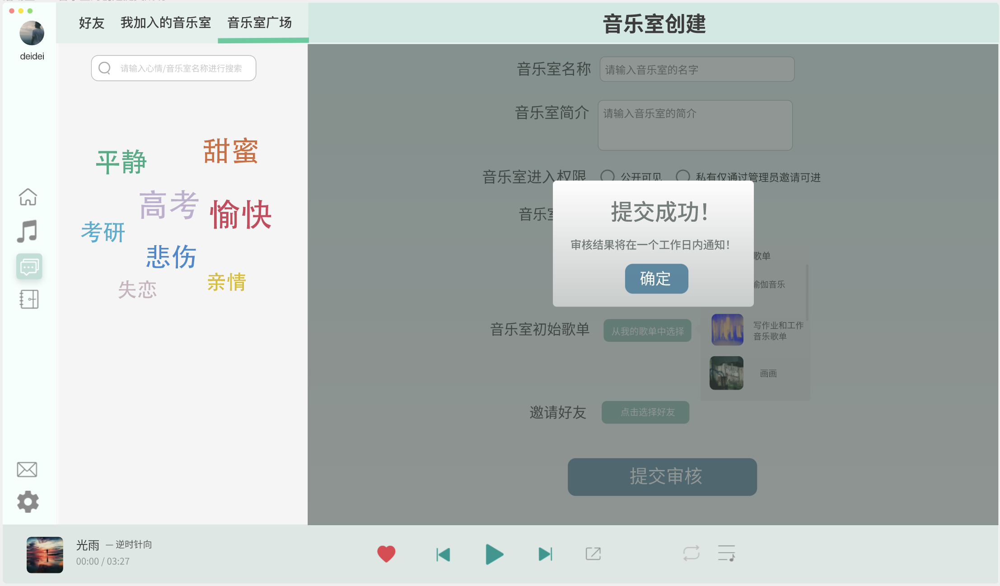 deidei
好友 我加入的音乐室 音乐室广场
请输入心情/音乐室名称进行搜索
甜蜜
平静
高考
愉快
考研
悲伤
亲情
失恋
音乐室创建
音乐室名称 请输入音乐室的名字
音乐室简介 请输入音乐室的简介
音乐室进入权限 公开可见 私有仅通过管理员邀请可进
音乐
提交成功！
审核结果将在一个工作日内通知！
确定
歌单
瑜伽音乐
音乐室初始歌单 从我的歌单中选择
写作业和工作
音乐歌单
画画
邀请好友 点击选择好友
提交审核
光雨 — 逆时针向
00:00 / 03:27